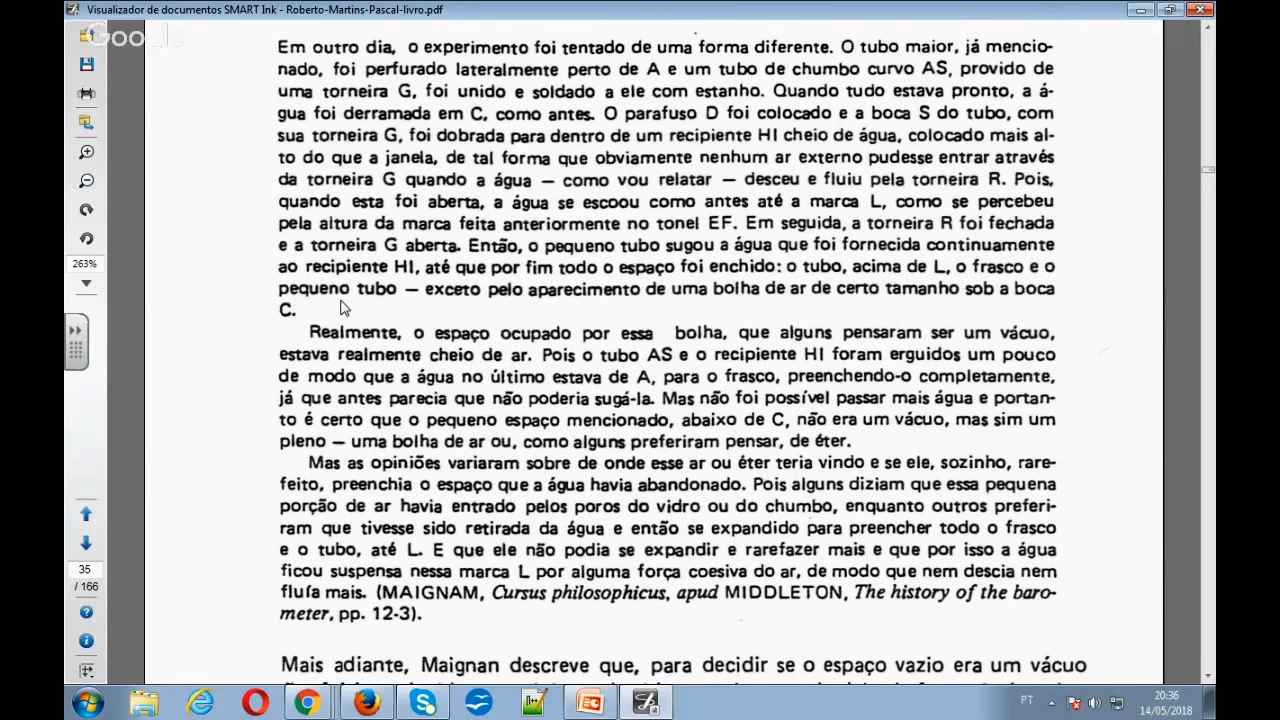 Visualizador de documentos SMART Ink - Roberto-Martins-Pascal-livro.pdf
Google
Em outro dia, o experimento foi tentado de uma forma diferente. O tubo maior, já mencio-
nado, foi perfurado lateralmente perto de A e um tubo de chumbo curvo AS, provido de
uma torneira G, foi unido e soldado a ele com estanho. Quando tudo estava pronto, a á-
gua foi derramada em C, como antes. O parafuso D foi colocado e a boca S do tubo, com
sua torneira G, foi dobrada para dentro de um recipiente HI cheio de água, colocado mais al-
to do que a janela, de tal forma que obviamente nenhum ar externo pudesse entrar através
da torneira G quando a água — como vou relatar — desceu e fluiu pela torneira R. Pois,
quando esta foi aberta, a água se escoou como antes até a marca L, como se percebeu
pela altura da marca feita anteriormente no tonel EF. Em seguida, a torneira R foi fechada
e a torneira G aberta. Então, o pequeno tubo sugou a água que foi fornecida continuamente
ao recipiente HI, até que por fim todo o espaço foi enchido: o tubo, acima de L, o frasco e o
pequeno tubo — exceto pelo aparecimento de uma bolha de ar de certo tamanho sob a boca
C.
Realmente, o espaço ocupado por essa bolha, que alguns pensaram ser um vácuo,
estava realmente cheio de ar. Pois o tubo AS e o recipiente HI foram erguidos um pouco
de modo que a água no último estava de A, para o frasco, preenchendo-o completamente,
já que antes parecia que não poderia sugá-la. Mas não foi possível passar mais água e portan-
to é certo que o pequeno espaço mencionado, abaixo de C, não era um vácuo, mas sim um
pleno — uma bolha de ar ou, como alguns preferiram pensar, de éter.
Mas as opiniões variaram sobre de onde esse ar ou éter teria vindo e se ele, sozinho, rare-
feito, preenchia o espaço que a água havia abandonado. Pois alguns diziam que essa pequena
porção de ar havia entrado pelos poros do vidro ou do chumbo, enquanto outros preferi-
ram que tivesse sido retirada da água e então se expandido para preencher todo o frasco
e o tubo, até L. E que ele não podia se expandir e rarefazer mais e que por isso a água
ficou suspensa nessa marca L por alguma força coesiva do ar, de modo que nem descia nem
fluía mais. (MAIGNAM, Cursus philosophicus, apud MIDDLETON, The history of the baro-
meter, pp. 12-3).
Mais adiante, Maignan descreve que, para decidir se o espaço vazio era um vácuo
263%
35
/ 166
PT
20:36
14/05/2018